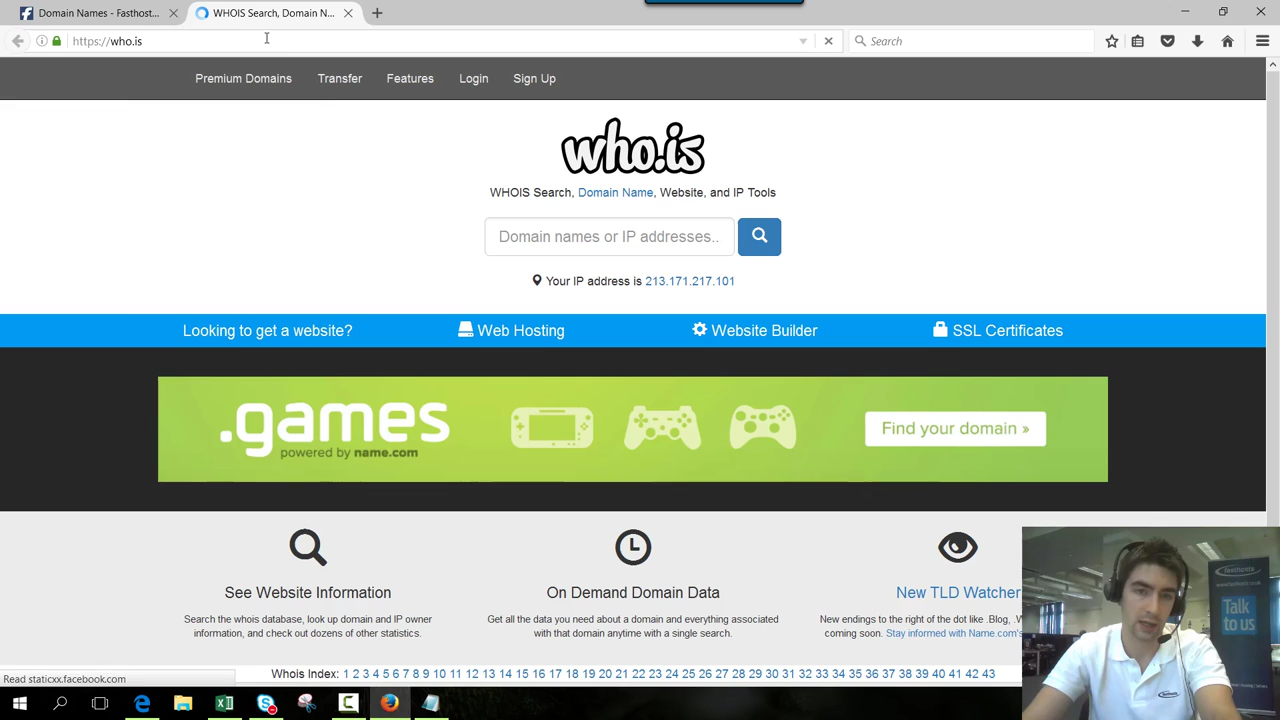 Domain Names - Fasthost...
WHOIS Search, Domain N...
https://who.is
Search
Premium Domains Transfer Features Login Sign Up
who.is
WHOIS Search, Domain Name, Website, and IP Tools
Domain names or IP addresses..
Your IP address is 213.171.217.101
Looking to get a website? Web Hosting Website Builder SSL Certificates
.games
powered by name.com
Find your domain »
See Website Information
Search the whois database, look up domain and IP owner
information, and check out dozens of other statistics.
On Demand Domain Data
Get all the data you need about a domain and everything associated
with that domain anytime with a single search.
New TLD Watcher
New endings to the right of the dot like .Blog, .W
coming soon. Stay informed with Name.com's
Whois Index: 1 2 3 4 5 6 7 8 9 10 11 12 13 14 15 16 17 18 19 20 21 22 23 24 25 26 27 28 29 30 31 32 33 34 35 36 37 38 39 40 41 42 43
Read staticxx.facebook.com
fasthosts
Talk
to us